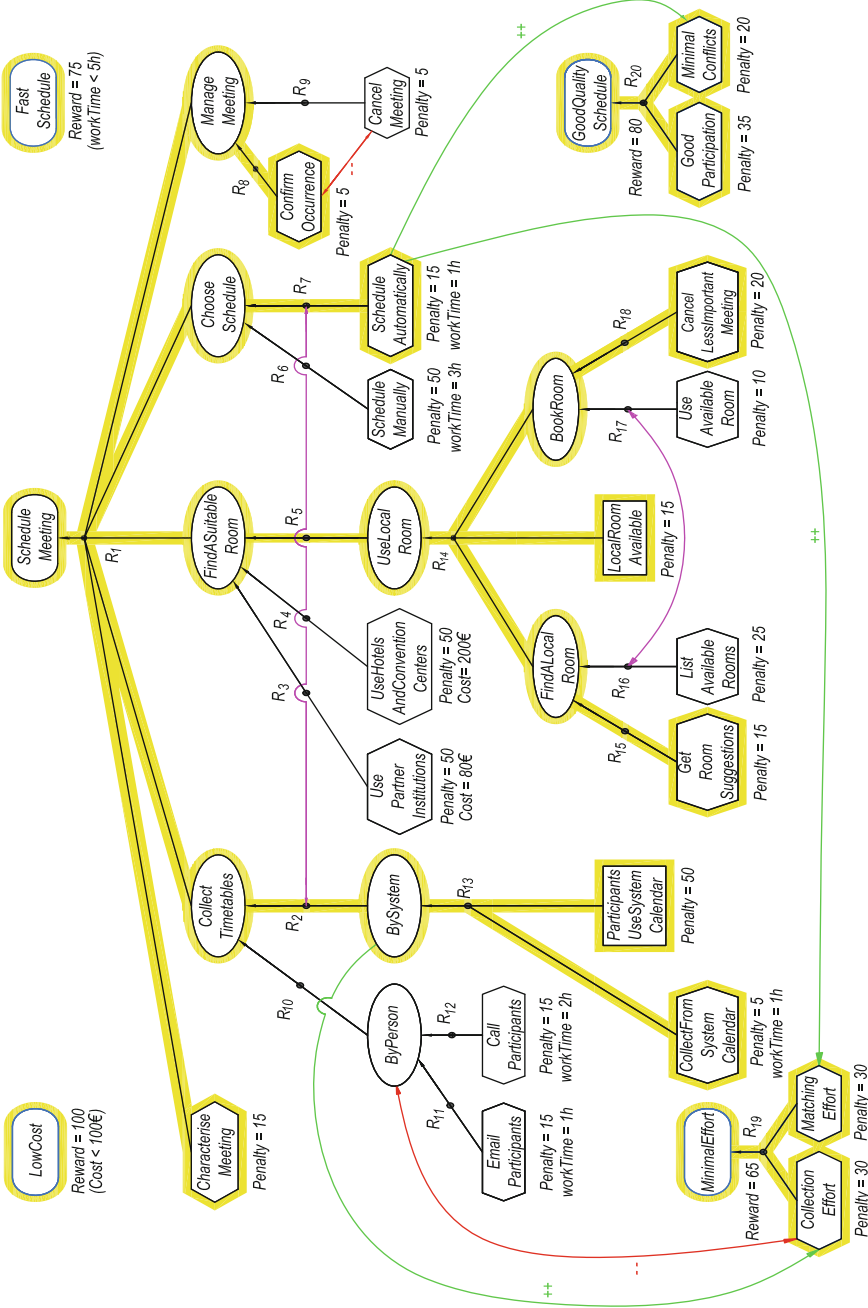 LowCost
Reward = 100
(Cost < 100€)
Schedule
Meeting
Fast
Schedule
Reward = 75
(workTime < 5h)
R1
Characterise
Meeting
Penalty = 15
Collect
Timetables
FindASuitable
Room
Choose
Schedule
Manage
Meeting
R10
R2
R3
R4
R5
R6
R7
R8
R9
Confirm
Occurrence
Penalty = 5
Cancel
Meeting
Penalty = 5
--
ByPerson
BySystem
Use
Partner
Institutions
Penalty = 50
Cost = 80€
UseHotels
AndConvention
Centers
Penalty = 50
Cost= 200€
UseLocal
Room
Schedule
Manually
Penalty = 50
workTime = 3h
Schedule
Automatically
Penalty = 15
workTime = 1h
++
R11
R12
R13
R14
Email
Participants
Penalty = 15
workTime = 1h
Call
Participants
Penalty = 15
workTime = 2h
FindALocal
Room
BookRoom
GoodQuality
Schedule
Reward = 80
R20
Good
Participation
Penalty = 35
Minimal
Conflicts
Penalty = 20
R15
R16
R17
R18
CollectFrom
System
Calendar
Penalty = 5
workTime = 1h
Participants
UseSystem
Calendar
Penalty = 50
LocalRoom
Available
Penalty = 15
Get
Room
Suggestions
Penalty = 15
List
Available
Rooms
Penalty = 25
Use
Available
Room
Penalty = 10
Cancel
LessImportant
Meeting
Penalty = 20
++
--
MinimalEffort
Reward = 65
R19
Collection
Effort
Penalty = 30
Matching
Effort
Penalty = 30
++